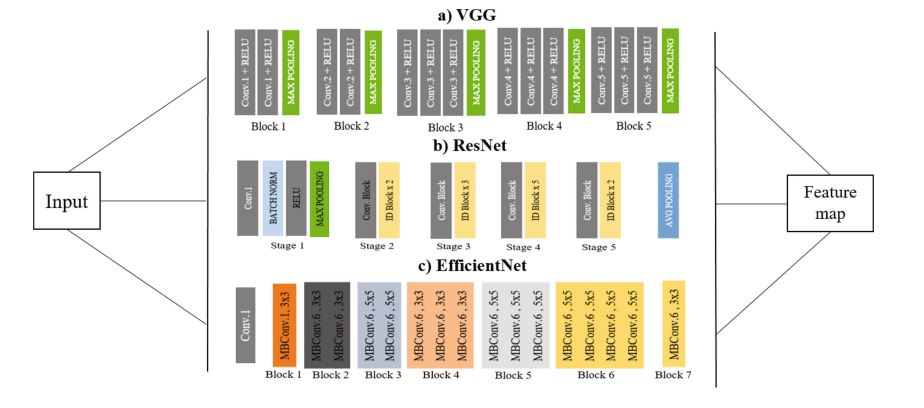 a) VGG
Conv.1 + RELU
Conv.1 + RELU
MAX POOLING
Conv.2 + RELU
Conv.2 + RELU
MAX POOLING
Conv.3 + RELU
Conv.3 + RELU
Conv.3 + RELU
MAX POOLING
Conv.4 + RELU
Conv.4 + RELU
Conv.4 + RELU
MAX POOLING
Conv.5 + RELU
Conv.5 + RELU
Conv.5 + RELU
MAX POOLING
Block 1
Block 2
Block 3
Block 4
Block 5
b) ResNet
Input
Conv.1
BATCH NORM
RELU
MAX POOLING
Conv. Block
ID Block x 2
Conv. Block
ID Block x 3
Conv. Block
ID Block x 5
Conv. Block
ID Block x 2
AVG POOLING
Stage 1
Stage 2
Stage 3
Stage 4
Stage 5
Feature
map
c) EfficientNet
Conv.1
MBConv.1, 3x3
MBConv.6 , 3x3
MBConv.6 , 3x3
MBConv.6 , 5x5
MBConv.6 , 5x5
MBConv.6 , 3x3
MBConv.6 , 3x3
MBConv.6 , 3x3
MBConv.6 , 5x5
MBConv.6 , 5x5
MBConv.6 , 5x5
MBConv.6 , 5x5
MBConv.6 , 5x5
MBConv.6 , 5x5
MBConv.6 , 5x5
MBConv.6 , 3x3
Block 1
Block 2
Block 3
Block 4
Block 5
Block 6
Block 7